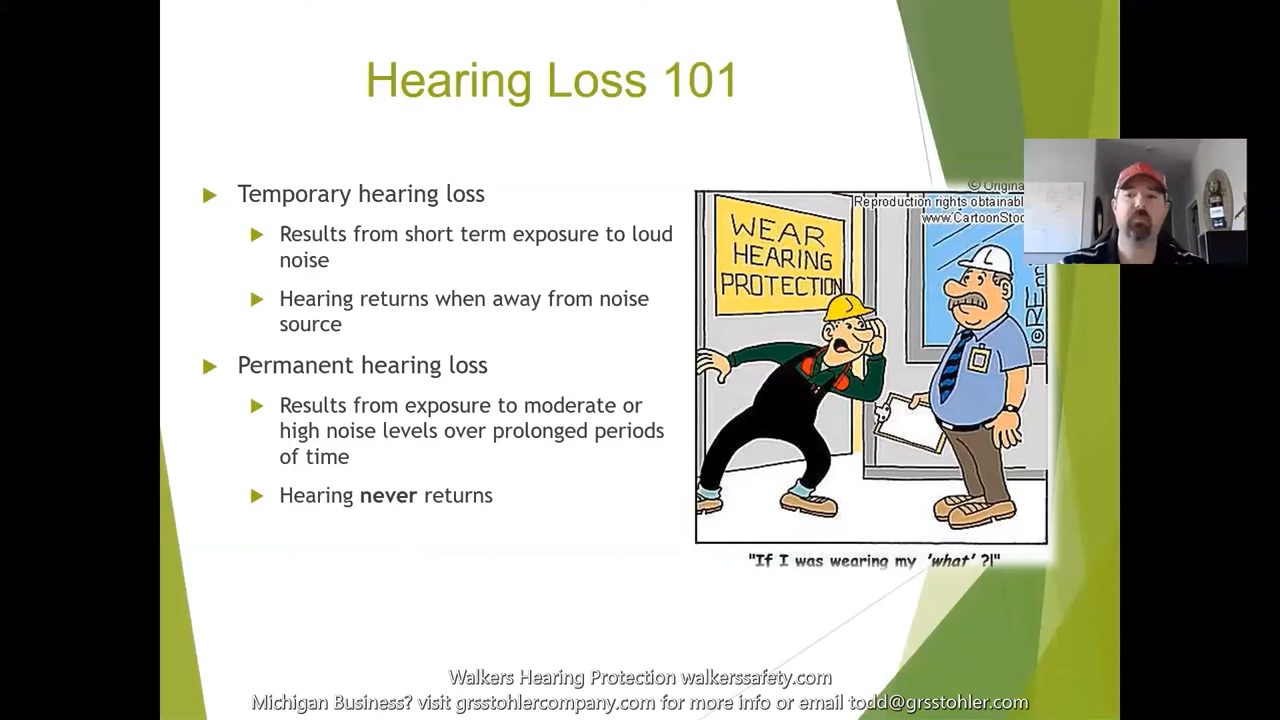 Hearing Loss 101
Temporary hearing loss
Results from short term exposure to loud
noise
Hearing returns when away from noise
source
Permanent hearing loss
Results from exposure to moderate or
high noise levels over prolonged periods
of time
Hearing never returns
© Origina
Reproduction rights obtainabl
www.CartoonStoc
WEAR
HEARING
PROTECTION
"If I was wearing my 'what' ?!"
Walkers Hearing Protection walkerssafety.com
Michigan Business? visit grsstohlercompany.com for more info or email todd@grsstohler.com